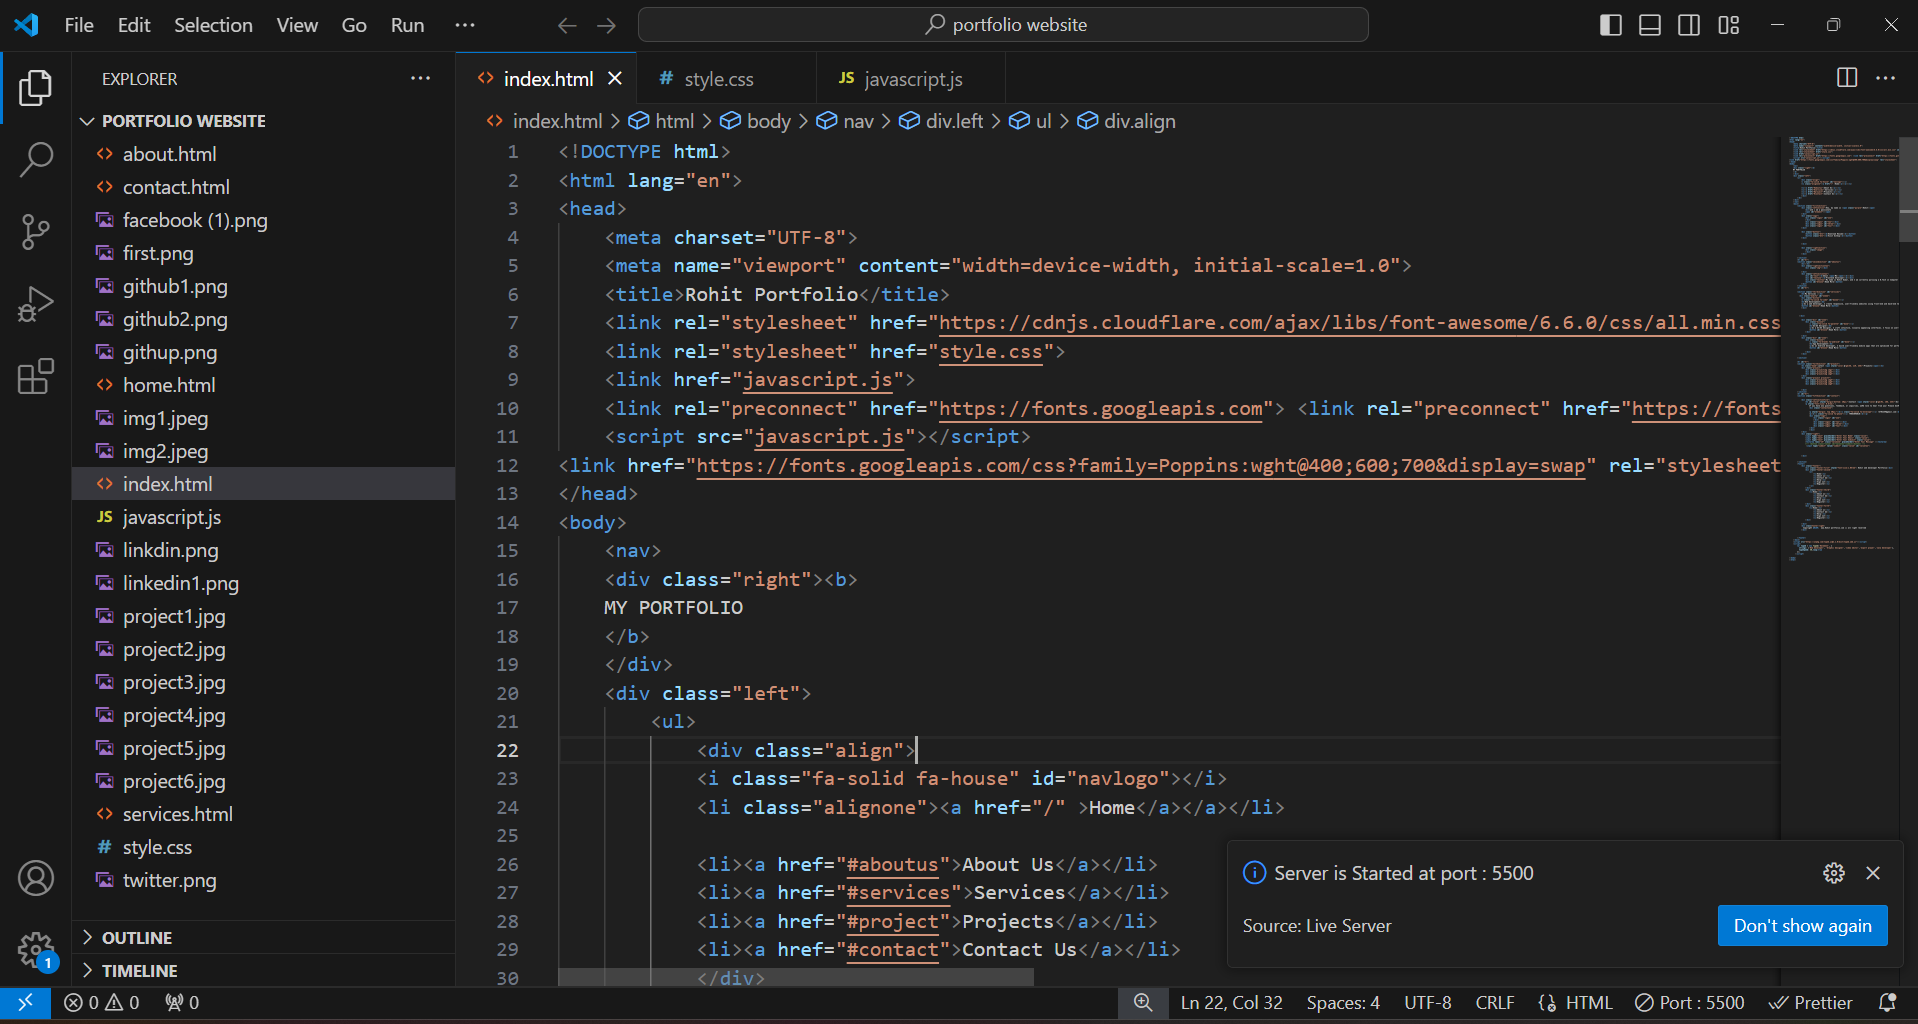 File Edit Selection View Go Run ··· portfolio website
EXPLORER ···
PORTFOLIO WEBSITE
about.html
contact.html
facebook (1).png
first.png
github1.png
github2.png
githup.png
home.html
img1.jpeg
img2.jpeg
index.html
JS javascript.js
linkdin.png
linkedin1.png
project1.jpg
project2.jpg
project3.jpg
project4.jpg
project5.jpg
project6.jpg
services.html
# style.css
twitter.png
OUTLINE
TIMELINE
1
<> index.html × # style.css JS javascript.js
<> index.html > html > body > nav > div.left > ul > div.align
1 <!DOCTYPE html>
2 <html lang="en">
3 <head>
4 <meta charset="UTF-8">
5 <meta name="viewport" content="width=device-width, initial-scale=1.0">
6 <title>Rohit Portfolio</title>
7 <link rel="stylesheet" href="https://cdnjs.cloudflare.com/ajax/libs/font-awesome/6.6.0/css/all.min.css
8 <link rel="stylesheet" href="style.css">
9 <link href="javascript.js">
10 <link rel="preconnect" href="https://fonts.googleapis.com"> <link rel="preconnect" href="https://fonts
11 <script src="javascript.js"></script>
12 <link href="https://fonts.googleapis.com/css?family=Poppins:wght@400;600;700&display=swap" rel="stylesheet
13 </head>
14 <body>
15 <nav>
16 <div class="right"><b>
17 MY PORTFOLIO
18 </b>
19 </div>
20 <div class="left">
21 <ul>
22 <div class="align">
23 <i class="fa-solid fa-house" id="navlogo"></i>
24 <li class="alignone"><a href="/" >Home</a></a></li>
25
26 <li><a href="#aboutus">About Us</a></li>
27 <li><a href="#services">Services</a></li>
28 <li><a href="#project">Projects</a></li>
29 <li><a href="#contact">Contact Us</a></li>
30 </div>
Server is Started at port : 5500
Source: Live Server Don't show again
0 0 0 Ln 22, Col 32 Spaces: 4 UTF-8 CRLF {} HTML Port : 5500 Prettier